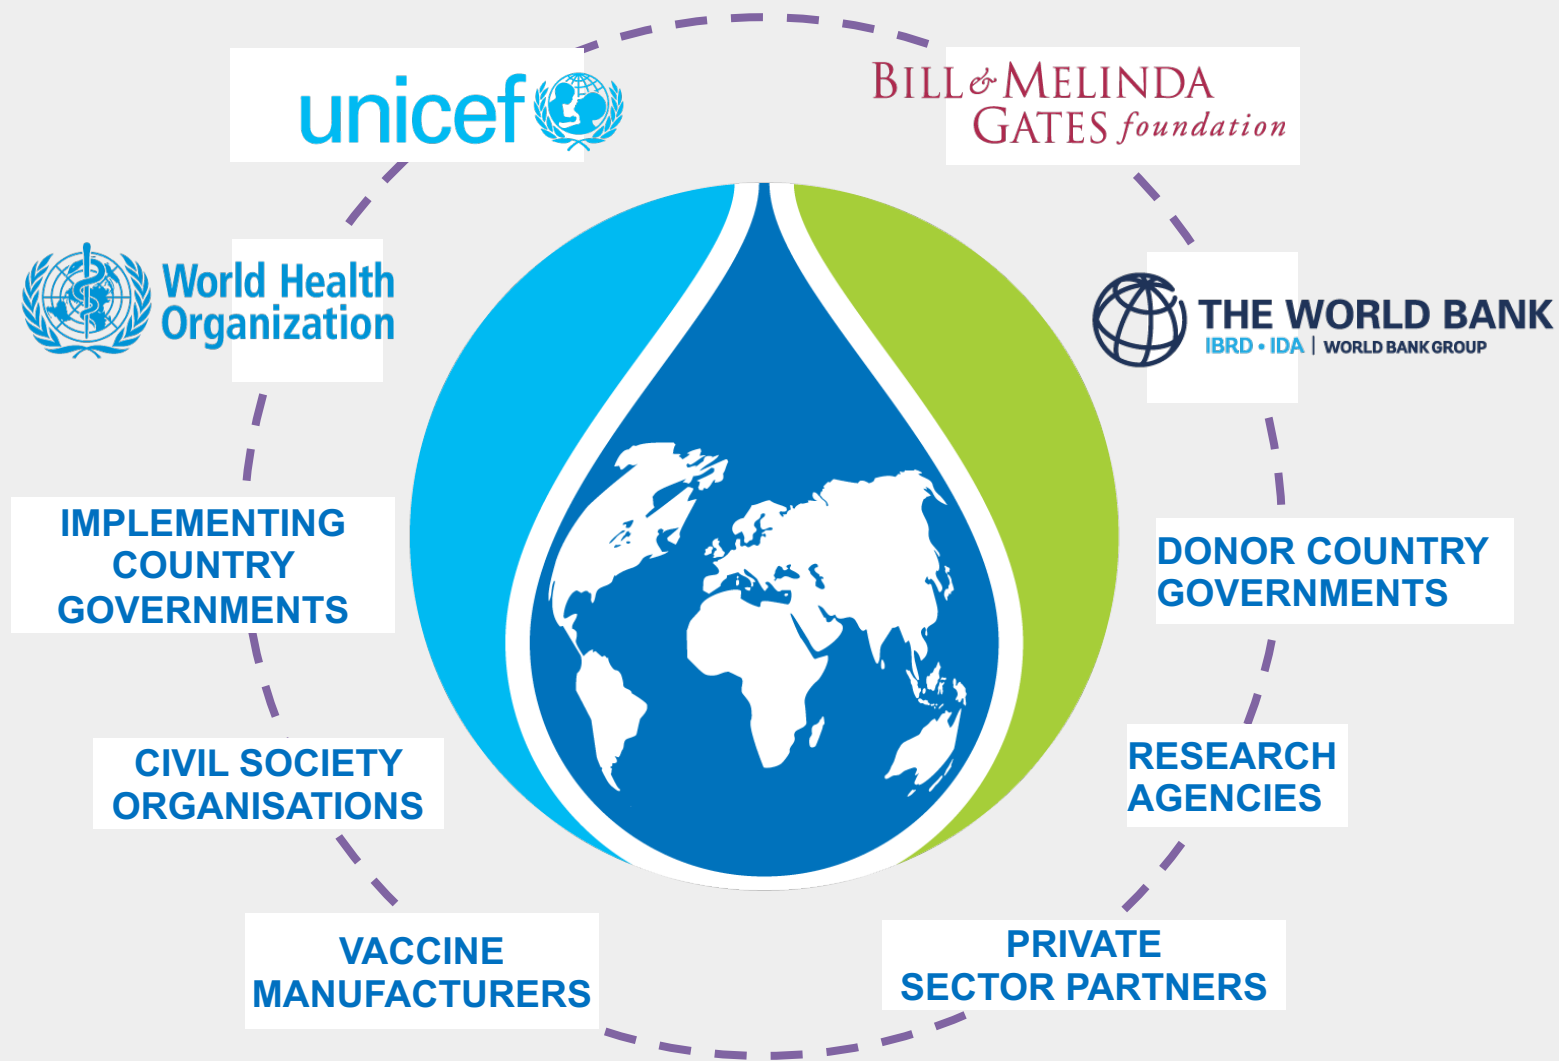 unicef
BILL & MELINDA
GATES foundation
World Health
Organization
THE WORLD BANK
IBRD • IDA | WORLD BANK GROUP
IMPLEMENTING
COUNTRY
GOVERNMENTS
DONOR COUNTRY
GOVERNMENTS
CIVIL SOCIETY
ORGANISATIONS
RESEARCH
AGENCIES
VACCINE
MANUFACTURERS
PRIVATE
SECTOR PARTNERS